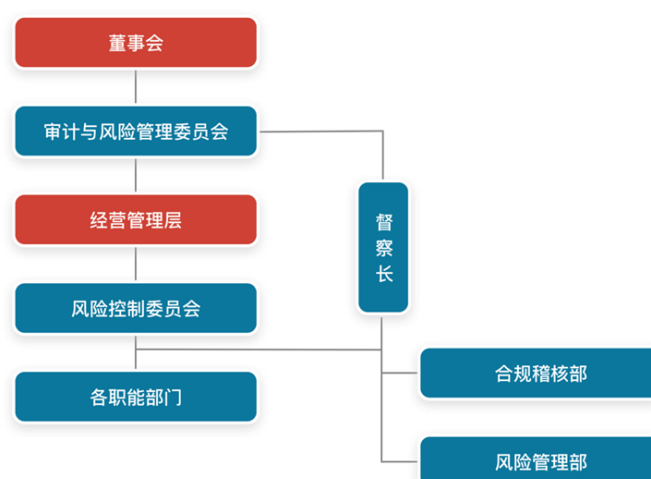 董事会
审计与风险管理委员会
经营管理层
督察长
风险控制委员会
各职能部门
合规稽核部
风险管理部